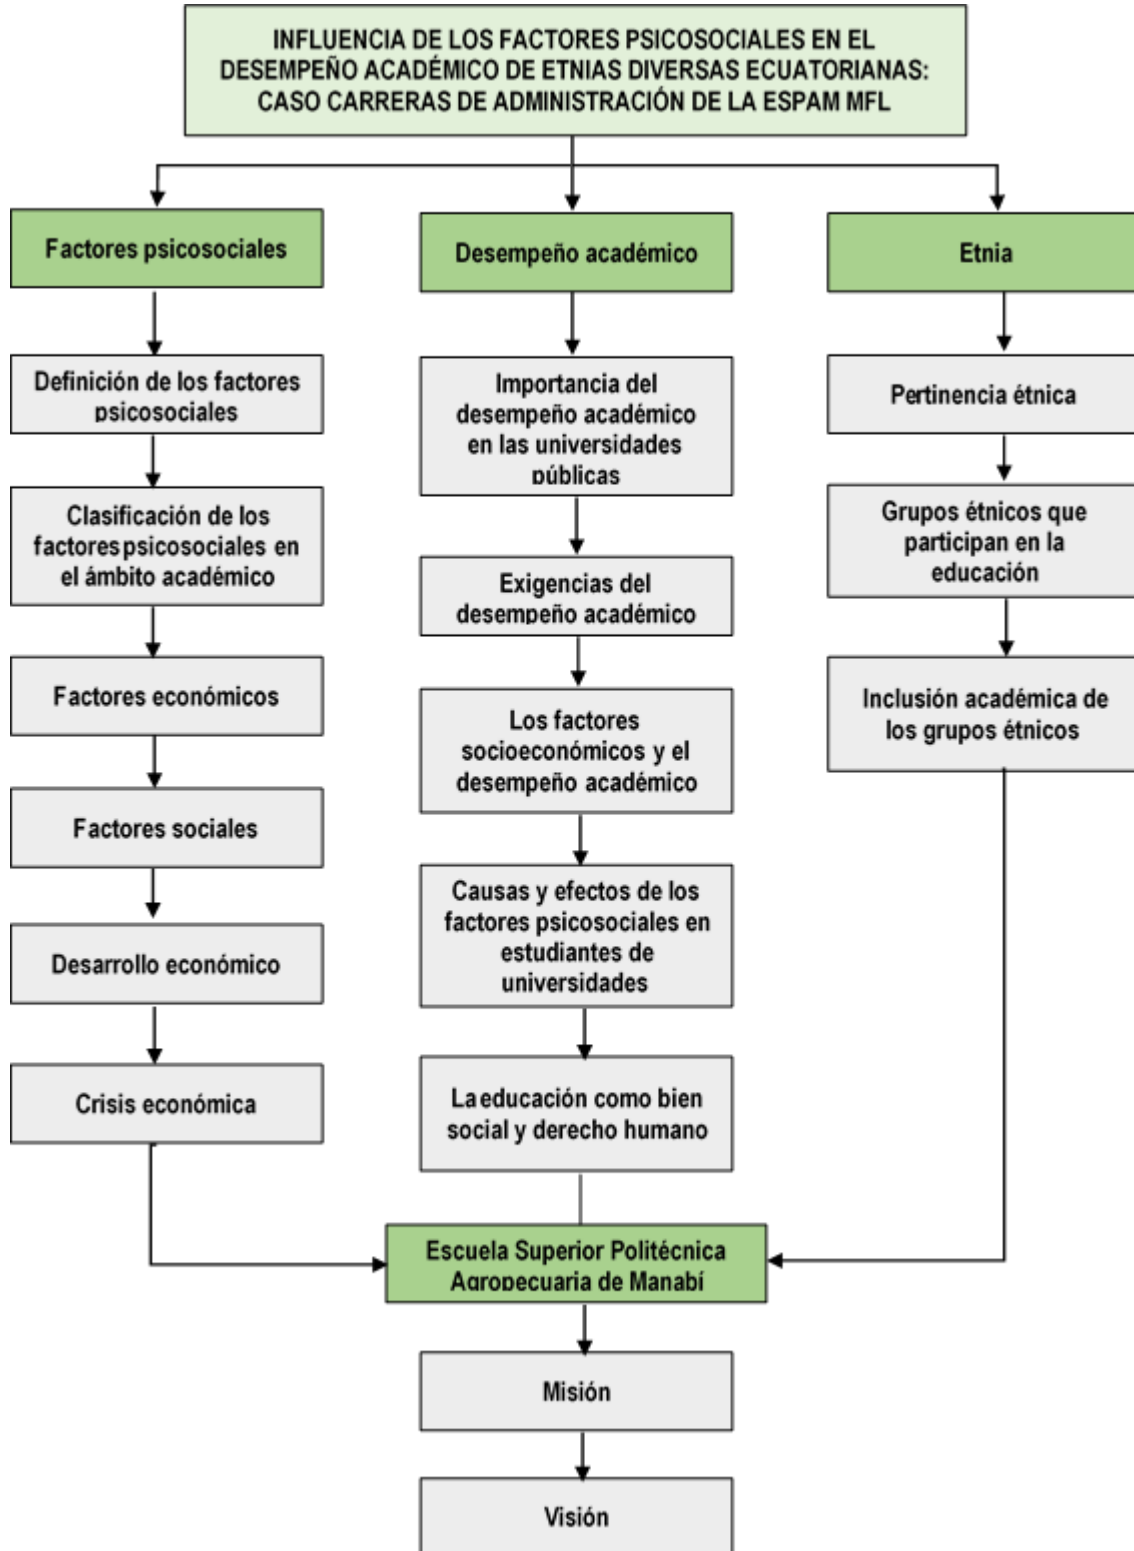 INFLUENCIA DE LOS FACTORES PSICOSOCIALES EN EL
DESEMPEÑO ACADÉMICO DE ETNIAS DIVERSAS ECUATORIANAS:
CASO CARRERAS DE ADMINISTRACIÓN DE LA ESPAM MFL
Factores psicosociales
Definición de los factores
psicosociales
Clasificación de los
factores psicosociales en
el ámbito académico
Factores económicos
Factores sociales
Desarrollo económico
Crisis económica
Desempeño académico
Importancia del
desempeño académico
en las universidades
públicas
Exigencias del
desempeño académico
Los factores
socioeconómicos y el
desempeño académico
Causas y efectos de los
factores psicosociales en
estudiantes de
universidades
La educación como bien
social y derecho humano
Etnia
Pertinencia étnica
Grupos étnicos que
participan en la
educación
Inclusión académica de
los grupos étnicos
Escuela Superior Politécnica
Agropecuaria de Manabí
Misión
Visión